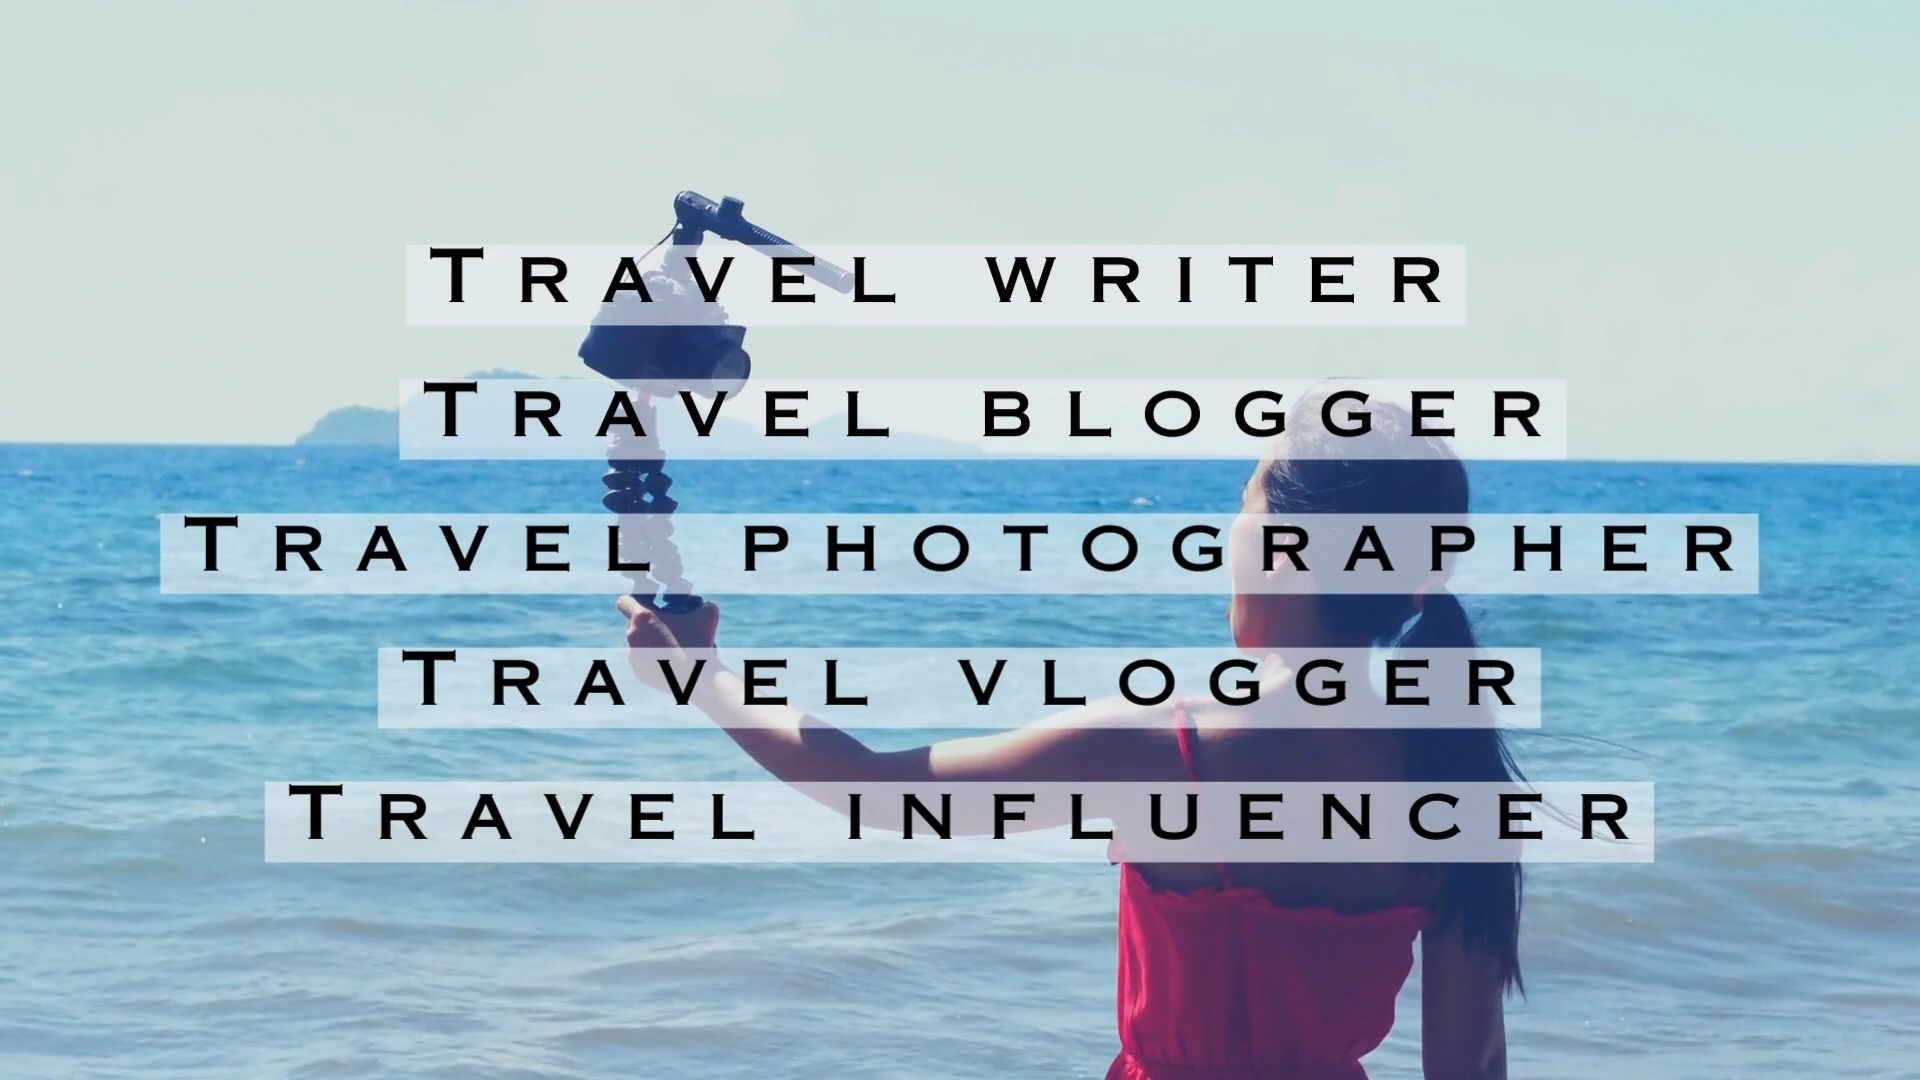 Travel writer
Travel blogger
Travel photographer
Travel vlogger
Travel influencer